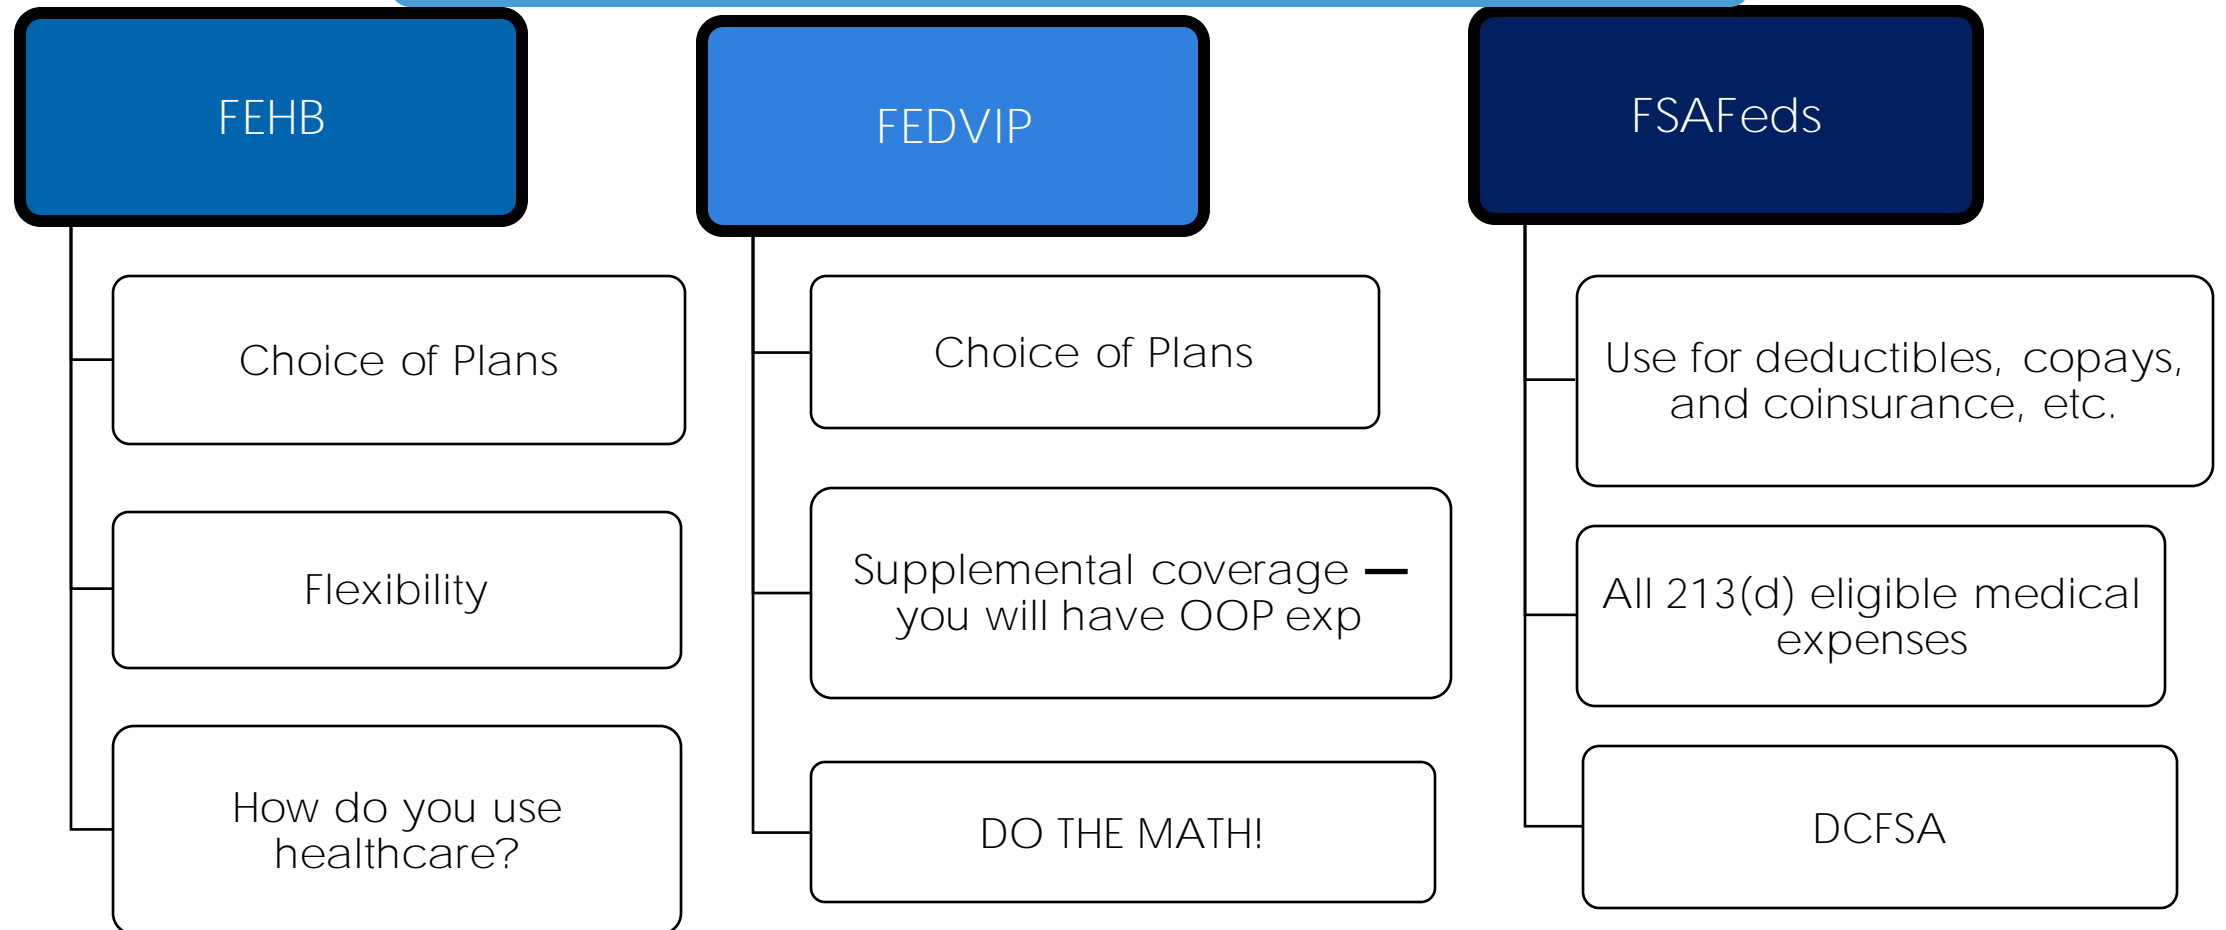 FEHB
Choice of Plans
Flexibility
How do you use
healthcare?
FEDVIP
Choice of Plans
Supplemental coverage —
you will have OOP exp
DO THE MATH!
FSAFeds
Use for deductibles, copays,
and coinsurance, etc.
All 213(d) eligible medical
expenses
DCFSA